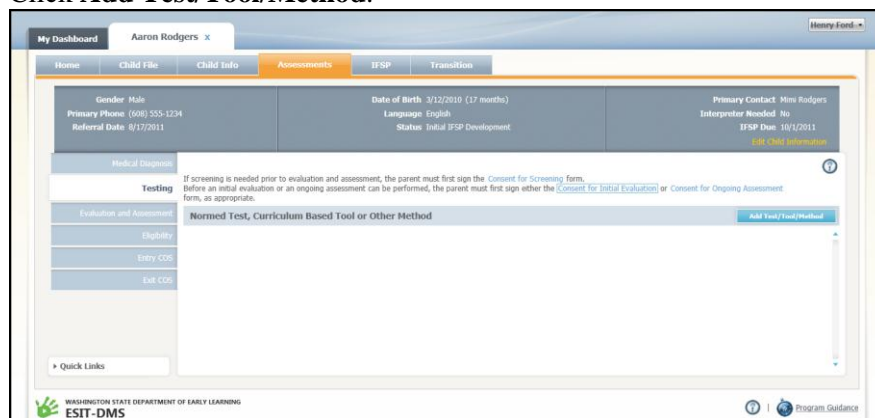 Click Add Test/Tool/Method.
Henry Ford
My Dashboard
Aaron Rodgers x
Home
Child File
Child Info
Assessments
IFSP
Transition
Gender Male
Primary Phone (608) 555-1234
Referral Date 8/17/2011
Date of Birth 3/12/2010 (17 months)
Language English
Status Initial IFSP Development
Primary Contact Mimi Rodgers
Interpreter Needed No
IFSP Due 10/1/2011
Edit Child Information
Medical Diagnosis
Testing
Evaluation and Assessment
Eligibility
Entry COS
Exit COS
Quick Links
If screening is needed prior to evaluation and assessment, the parent must first sign the Consent for Screening form.
Before an initial evaluation or an ongoing assessment can be performed, the parent must first sign either the Consent for Initial Evaluation or Consent for Ongoing Assessment
form, as appropriate.
Normed Test, Curriculum Based Tool or Other Method
Add Test/Tool/Method
WASHINGTON STATE DEPARTMENT OF EARLY LEARNING
ESIT-DMS
Program Guidance